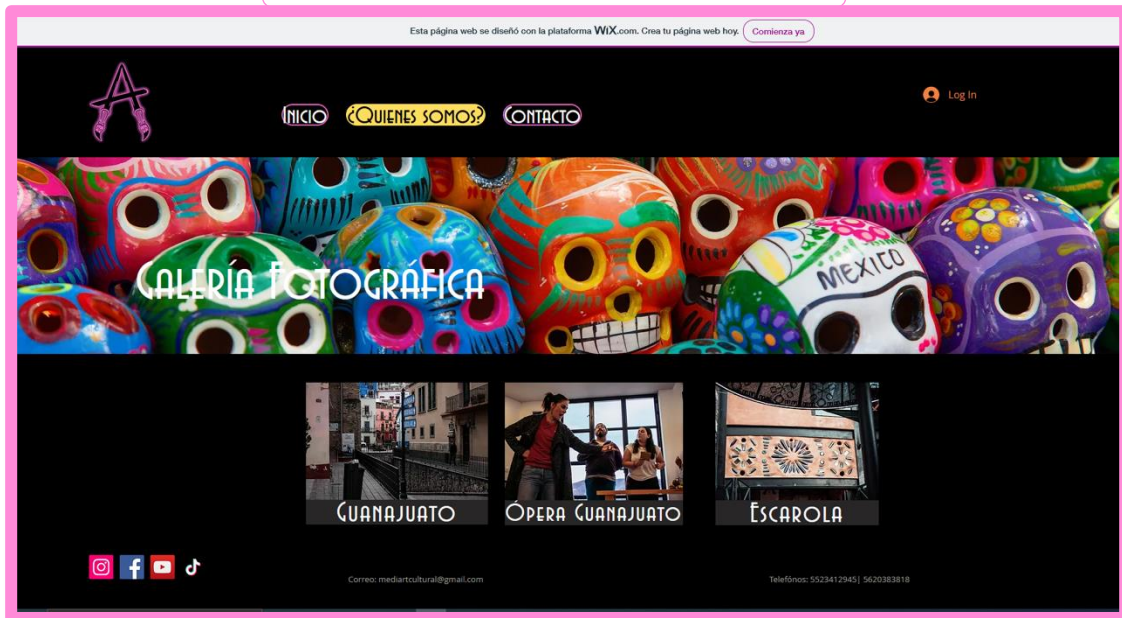 Esta página web se diseñó con la plataforma WiX.com. Crea tu página web hoy. Comienza ya
Log In
INICIO ¿QUIENES SOMOS? CONTACTO
MEXICO
GALERÍA FOTOGRÁFICA
GUANAJUATO ÓPERA GUANAJUATO ESCAROLA
Correo: mediartcultural@gmail.com Telefónos: 5523412945| 5620383818